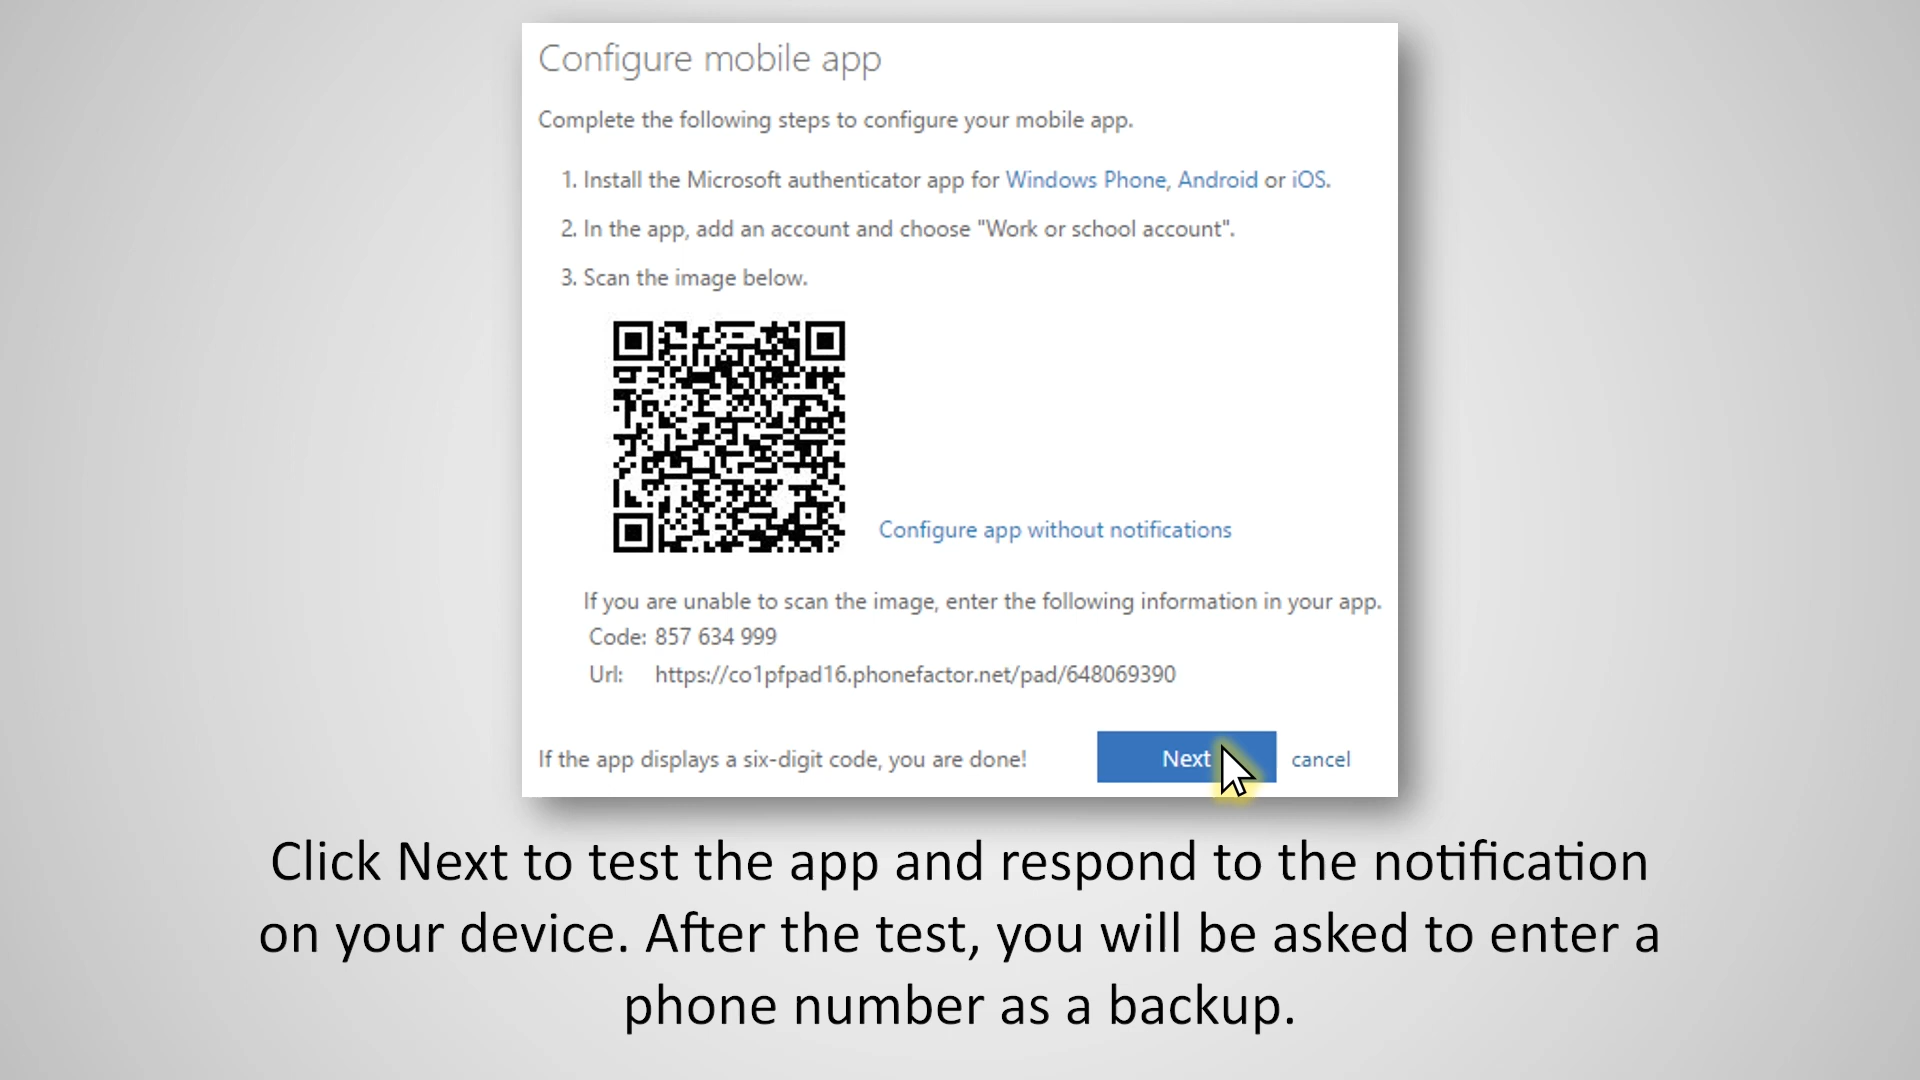 Configure mobile app
Complete the following steps to configure your mobile app.
1. Install the Microsoft authenticator app for Windows Phone, Android or iOS.
2. In the app, add an account and choose "Work or school account".
3. Scan the image below.
Configure app without notifications
If you are unable to scan the image, enter the following information in your app.
Code: 857 634 999
Url: https://co1pfpad16.phonefactor.net/pad/648069390
If the app displays a six-digit code, you are done! Next cancel
Click Next to test the app and respond to the notification
on your device. After the test, you will be asked to enter a
phone number as a backup.